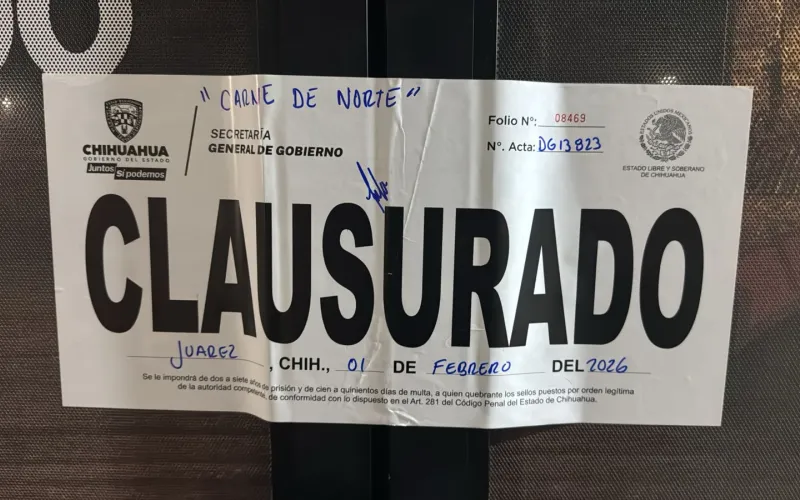 "CARNE DE NORTE"
CHIHUAHUA
GOBIERNO DEL ESTADO
Juntos Sí podemos
SECRETARÍA
GENERAL DE GOBIERNO
Folio N°: 08469
N°. Acta: DG13823
ESTADOS UNIDOS MEXICANOS
ESTADO LIBRE Y SOBERANO
DE CHIHUAHUA
CLAUSURADO
JUAREZ, CHIH., 01 DE FEBRERO DEL 2026
Se le impondrá de dos a siete años de prisión y de cien a quinientos días de multa, a quien quebrante los sellos puestos por orden legítima
de la autoridad competente, de conformidad con lo dispuesto en el Art. 281 del Código Penal del Estado de Chihuahua.